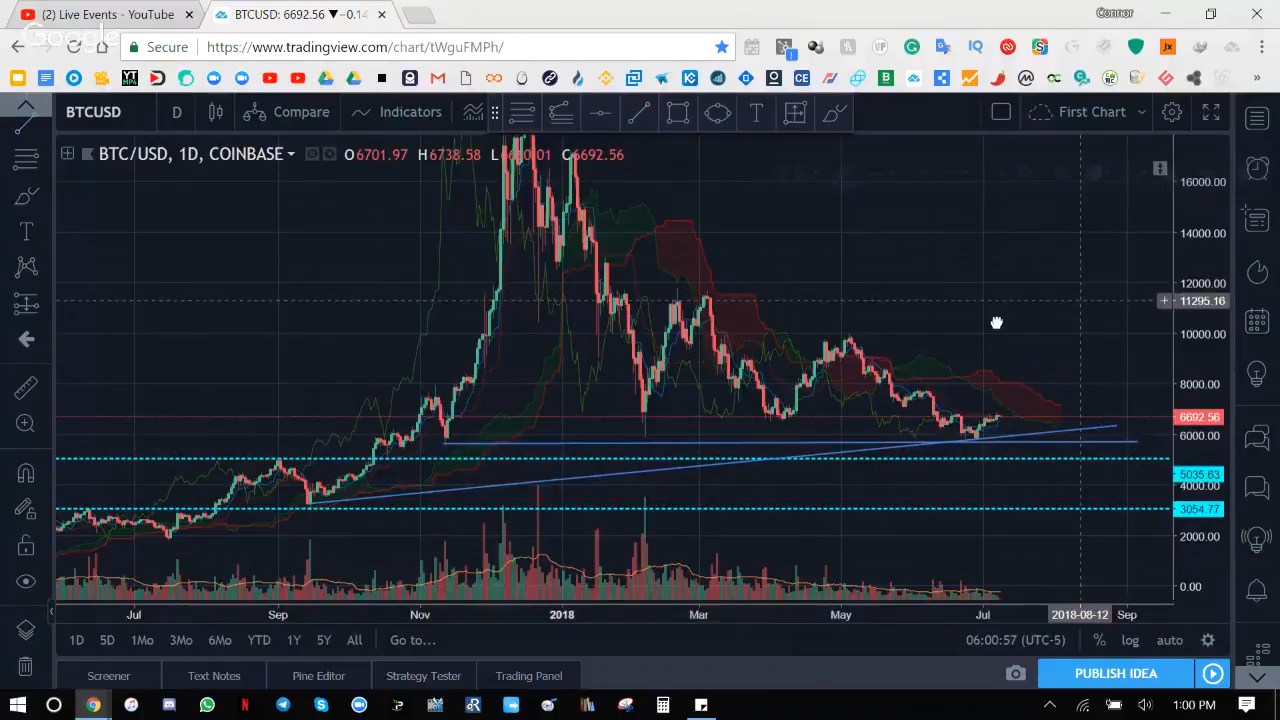 (2) Live Events - YouTube
BTCUSD: 6692.56 ▼ −0.14
Connor
Google
Secure
https://www.tradingview.com/chart/tWguFMPh/
BTCUSD
D
Compare
Indicators
First Chart
BTC/USD, 1D, COINBASE
O6701.97 H6738.58 C6692.56
16000.00
14000.00
12000.00
11295.16
10000.00
8000.00
6692.56
6000.00
5035.63
4000.00
3054.77
2000.00
0.00
Jul
Sep
Nov
2018
Mar
May
Jul
2018-08-12
Sep
1D 5D 1Mo 3Mo 6Mo YTD 1Y 5Y All Go to...
06:00:57 (UTC-5) % log auto
Screener
Text Notes
Pine Editor
Strategy Tester
Trading Panel
PUBLISH IDEA
1:00 PM